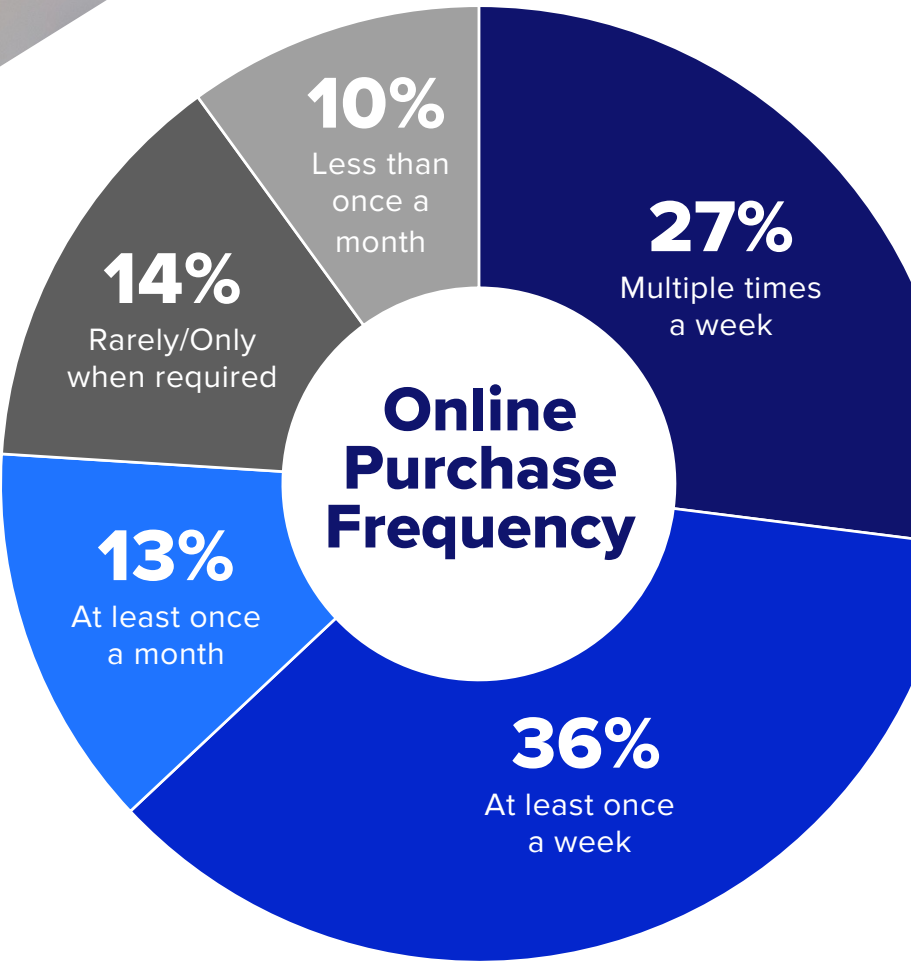 10%
Less than
once a
month
27%
Multiple times
a week
14%
Rarely/Only
when required
Online
Purchase
Frequency
13%
At least once
a month
36%
At least once
a week